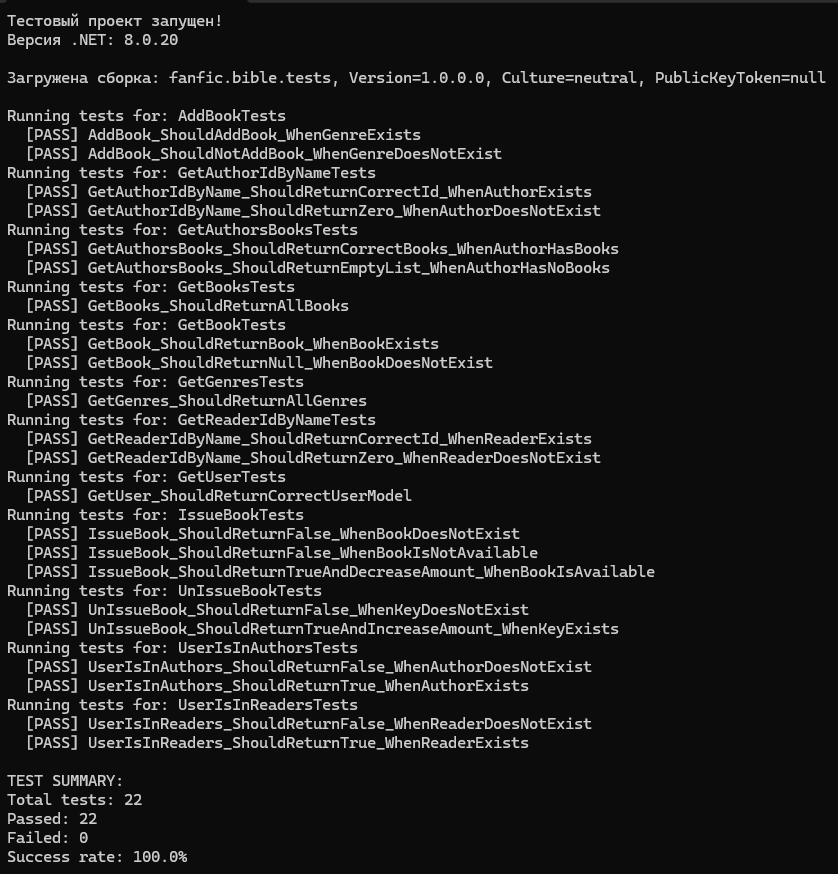 Тестовый проект запущен!
Версия .NET: 8.0.20
Загружена сборка: fanfic.bible.tests, Version=1.0.0.0, Culture=neutral, PublicKeyToken=null
Running tests for: AddBookTests
[PASS] AddBook_ShouldAddBook_WhenGenreExists
[PASS] AddBook_ShouldNotAddBook_WhenGenreDoesNotExist
Running tests for: GetAuthorIdByNameTests
[PASS] GetAuthorIdByName_ShouldReturnCorrectId_WhenAuthorExists
[PASS] GetAuthorIdByName_ShouldReturnZero_WhenAuthorDoesNotExist
Running tests for: GetAuthorsBooksTests
[PASS] GetAuthorsBooks_ShouldReturnCorrectBooks_WhenAuthorHasBooks
[PASS] GetAuthorsBooks_ShouldReturnEmptyList_WhenAuthorHasNoBooks
Running tests for: GetBooksTests
[PASS] GetBooks_ShouldReturnAllBooks
Running tests for: GetBookTests
[PASS] GetBook_ShouldReturnBook_WhenBookExists
[PASS] GetBook_ShouldReturnNull_WhenBookDoesNotExist
Running tests for: GetGenresTests
[PASS] GetGenres_ShouldReturnAllGenres
Running tests for: GetReaderIdByNameTests
[PASS] GetReaderIdByName_ShouldReturnCorrectId_WhenReaderExists
[PASS] GetReaderIdByName_ShouldReturnZero_WhenReaderDoesNotExist
Running tests for: GetUserTests
[PASS] GetUser_ShouldReturnCorrectUserModel
Running tests for: IssueBookTests
[PASS] IssueBook_ShouldReturnFalse_WhenBookDoesNotExist
[PASS] IssueBook_ShouldReturnFalse_WhenBookIsNotAvailable
[PASS] IssueBook_ShouldReturnTrueAndDecreaseAmount_WhenBookIsAvailable
Running tests for: UnIssueBookTests
[PASS] UnIssueBook_ShouldReturnFalse_WhenKeyDoesNotExist
[PASS] UnIssueBook_ShouldReturnTrueAndIncreaseAmount_WhenKeyExists
Running tests for: UserIsInAuthorsTests
[PASS] UserIsInAuthors_ShouldReturnFalse_WhenAuthorDoesNotExist
[PASS] UserIsInAuthors_ShouldReturnTrue_WhenAuthorExists
Running tests for: UserIsInReadersTests
[PASS] UserIsInReaders_ShouldReturnFalse_WhenReaderDoesNotExist
[PASS] UserIsInReaders_ShouldReturnTrue_WhenReaderExists
TEST SUMMARY:
Total tests: 22
Passed: 22
Failed: 0
Success rate: 100.0%